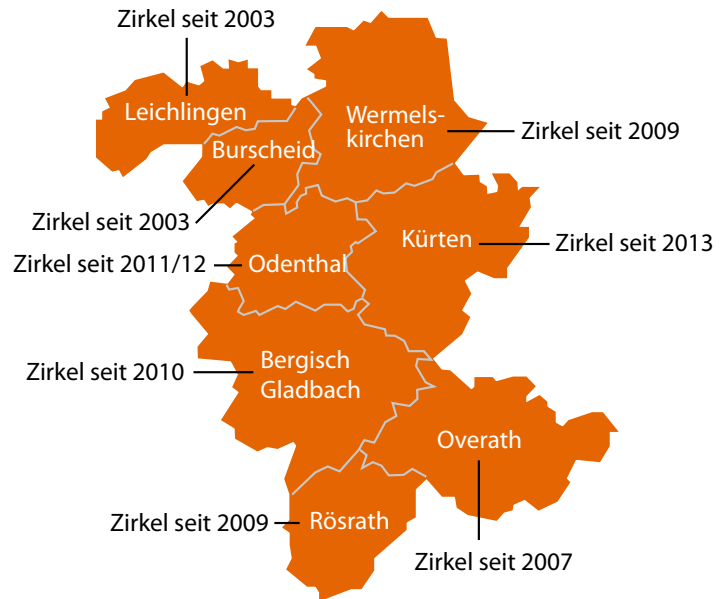 Zirkel seit 2003
Leichlingen
Wermels-
kirchen
Zirkel seit 2009
Burscheid
Zirkel seit 2003
Kürten
Zirkel seit 2013
Zirkel seit 2011/12
Odenthal
Zirkel seit 2010
Bergisch
Gladbach
Overath
Zirkel seit 2009
Rösrath
Zirkel seit 2007